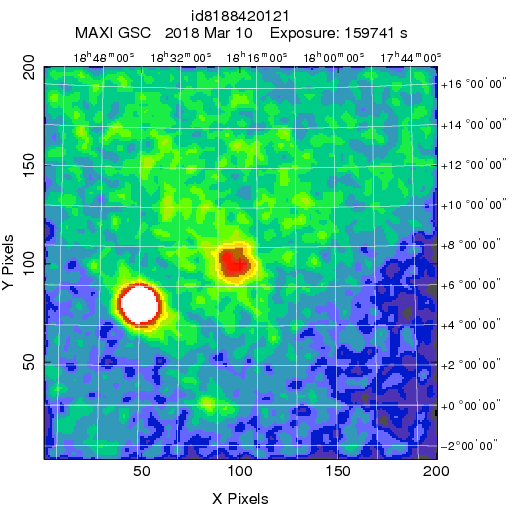 id8188420121
MAXI GSC 2018 Mar 10 Exposure: 159741 s
18ʰ48ᵐ00ˢ 18ʰ32ᵐ00ˢ 18ʰ16ᵐ00ˢ 18ʰ00ᵐ00ˢ 17ʰ44ᵐ00ˢ
200
+16°00'00"
+14°00'00"
150
+12°00'00"
+10°00'00"
+8°00'00"
100
Y Pixels
+6°00'00"
+4°00'00"
50
+2°00'00"
+0°00'00"
-2°00'00"
50 100 150 200
X Pixels